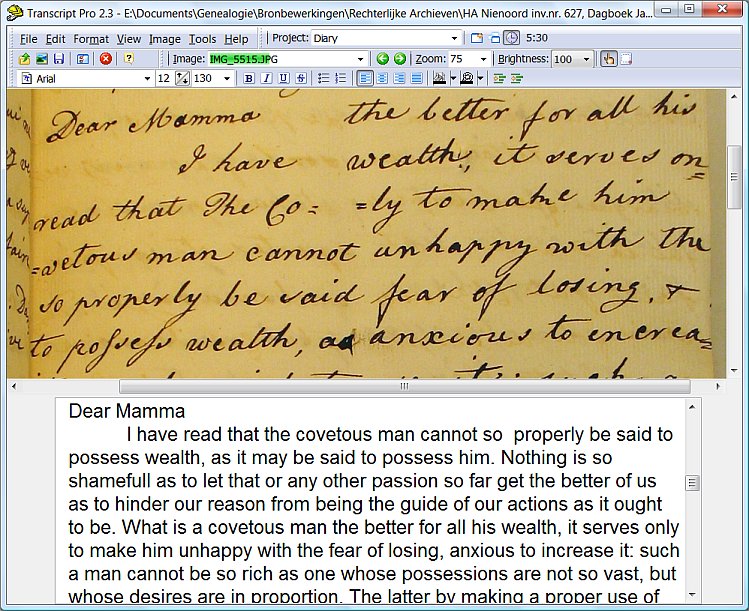 Transcript Pro 2.3 - E:\Documents\Genealogie\Bronbewerkingen\Rechterlijke Archieven\HA Nienoord inv.nr. 627, Dagboek Ja...
File Edit Format View Image Tools Help Project: Diary 5:30
Image: IMG_5515.JPG Zoom: 75 Brightness: 100
Arial 12 130 B I U S
Dear Mamma
I have
read that The Co=
=vetous man cannot
so properly be said
to possess wealth, as
the better for all his
wealth, it serves on=
=ly to make him
unhappy with the
fear of losing, &
anxious to encrea=
Dear Mamma
I have read that the covetous man cannot so properly be said to
possess wealth, as it may be said to possess him. Nothing is so
shamefull as to let that or any other passion so far get the better of us
as to hinder our reason from being the guide of our actions as it ought
to be. What is a covetous man the better for all his wealth, it serves only
to make him unhappy with the fear of losing, anxious to increase it: such
a man cannot be so rich as one whose possessions are not so vast, but
whose desires are in proportion. The latter by making a proper use of